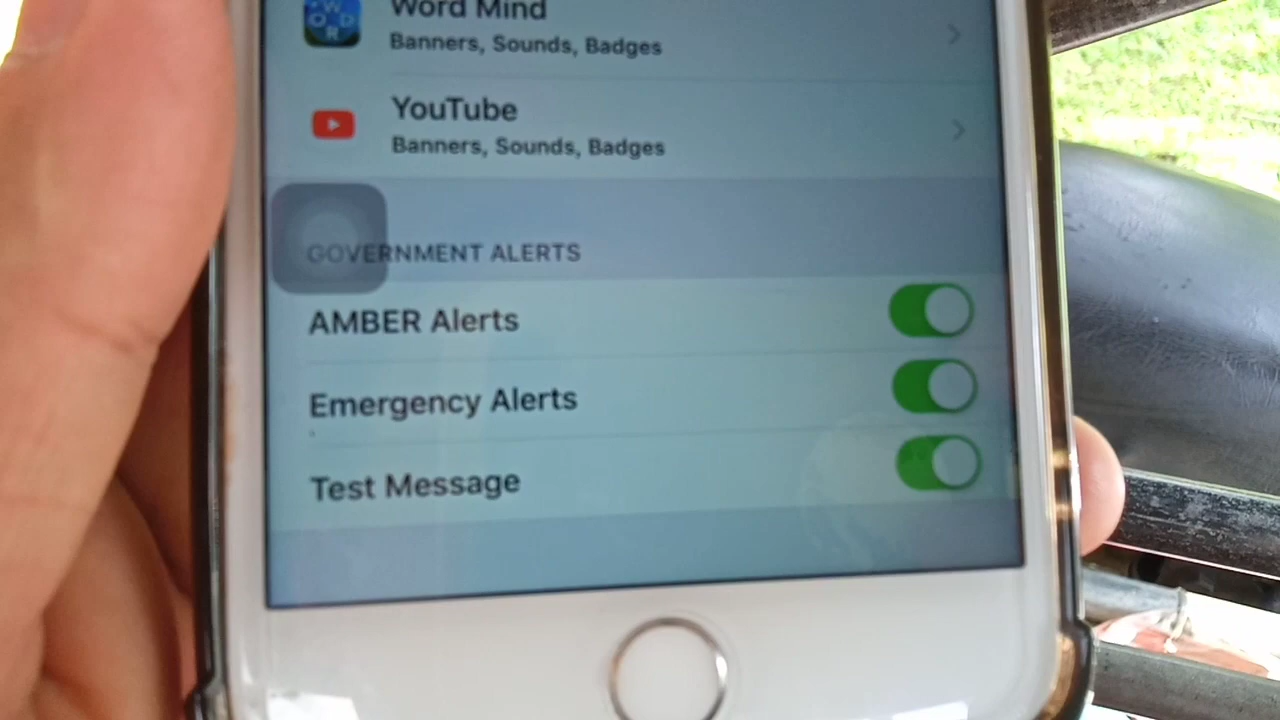 Word Mind
Banners, Sounds, Badges
YouTube
Banners, Sounds, Badges
GOVERNMENT ALERTS
AMBER Alerts
Emergency Alerts
Test Message